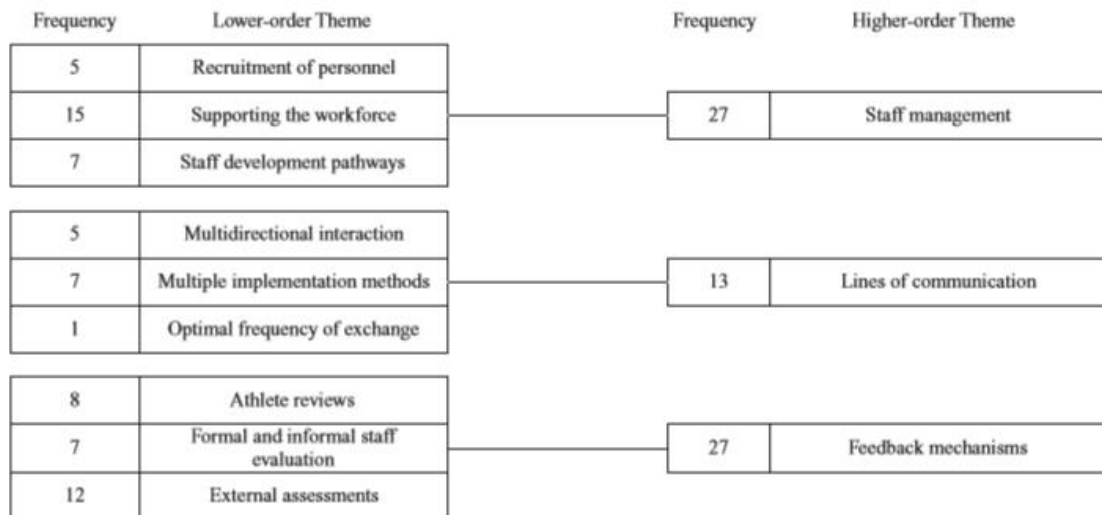 Frequency Lower-order Theme Frequency Higher-order Theme
5 Recruitment of personnel
15 Supporting the workforce 27 Staff management
7 Staff development pathways
5 Multidirectional interaction
7 Multiple implementation methods 13 Lines of communication
1 Optimal frequency of exchange
8 Athlete reviews
7 Formal and informal staff
evaluation 27 Feedback mechanisms
12 External assessments